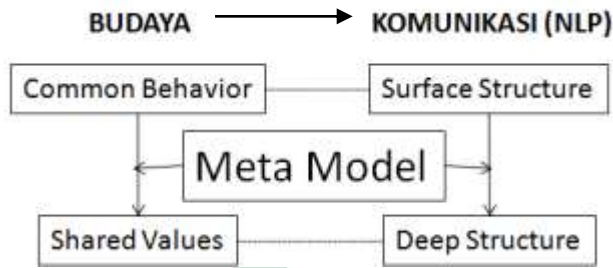 BUDAYA KOMUNIKASI (NLP)
Common Behavior Surface Structure
Meta Model
Shared Values Deep Structure